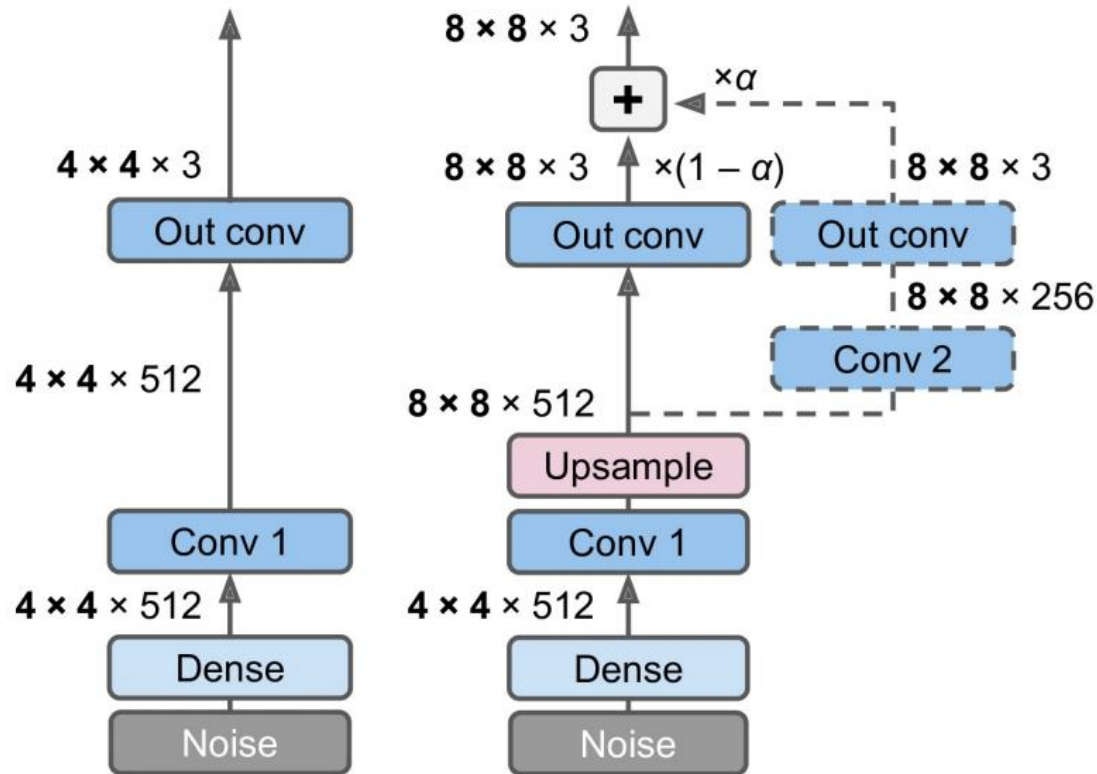 4 × 4 × 3
Out conv
4 × 4 × 512
Conv 1
4 × 4 × 512
Dense
Noise
8 × 8 × 3
+
×α
8 × 8 × 3
×(1 – α)
Out conv
8 × 8 × 3
Out conv
8 × 8 × 256
Conv 2
8 × 8 × 512
Upsample
Conv 1
4 × 4 × 512
Dense
Noise